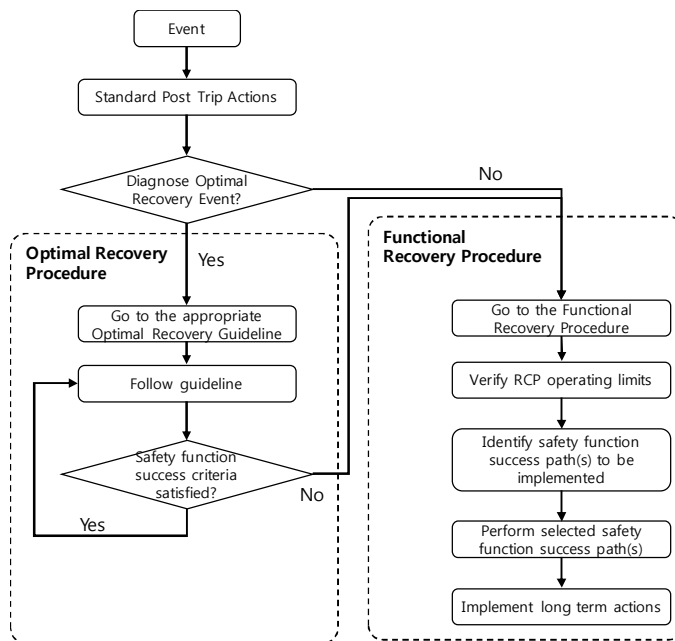 Event
Standard Post Trip Actions
Diagnose Optimal
Recovery Event?
No
Yes
Optimal Recovery
Procedure
Go to the appropriate
Optimal Recovery Guideline
Follow guideline
Safety function
success criteria
satisfied?
No
Yes
Functional
Recovery Procedure
Go to the Functional
Recovery Procedure
Verify RCP operating limits
Identify safety function
success path(s) to be
implemented
Perform selected safety
function success path(s)
Implement long term actions